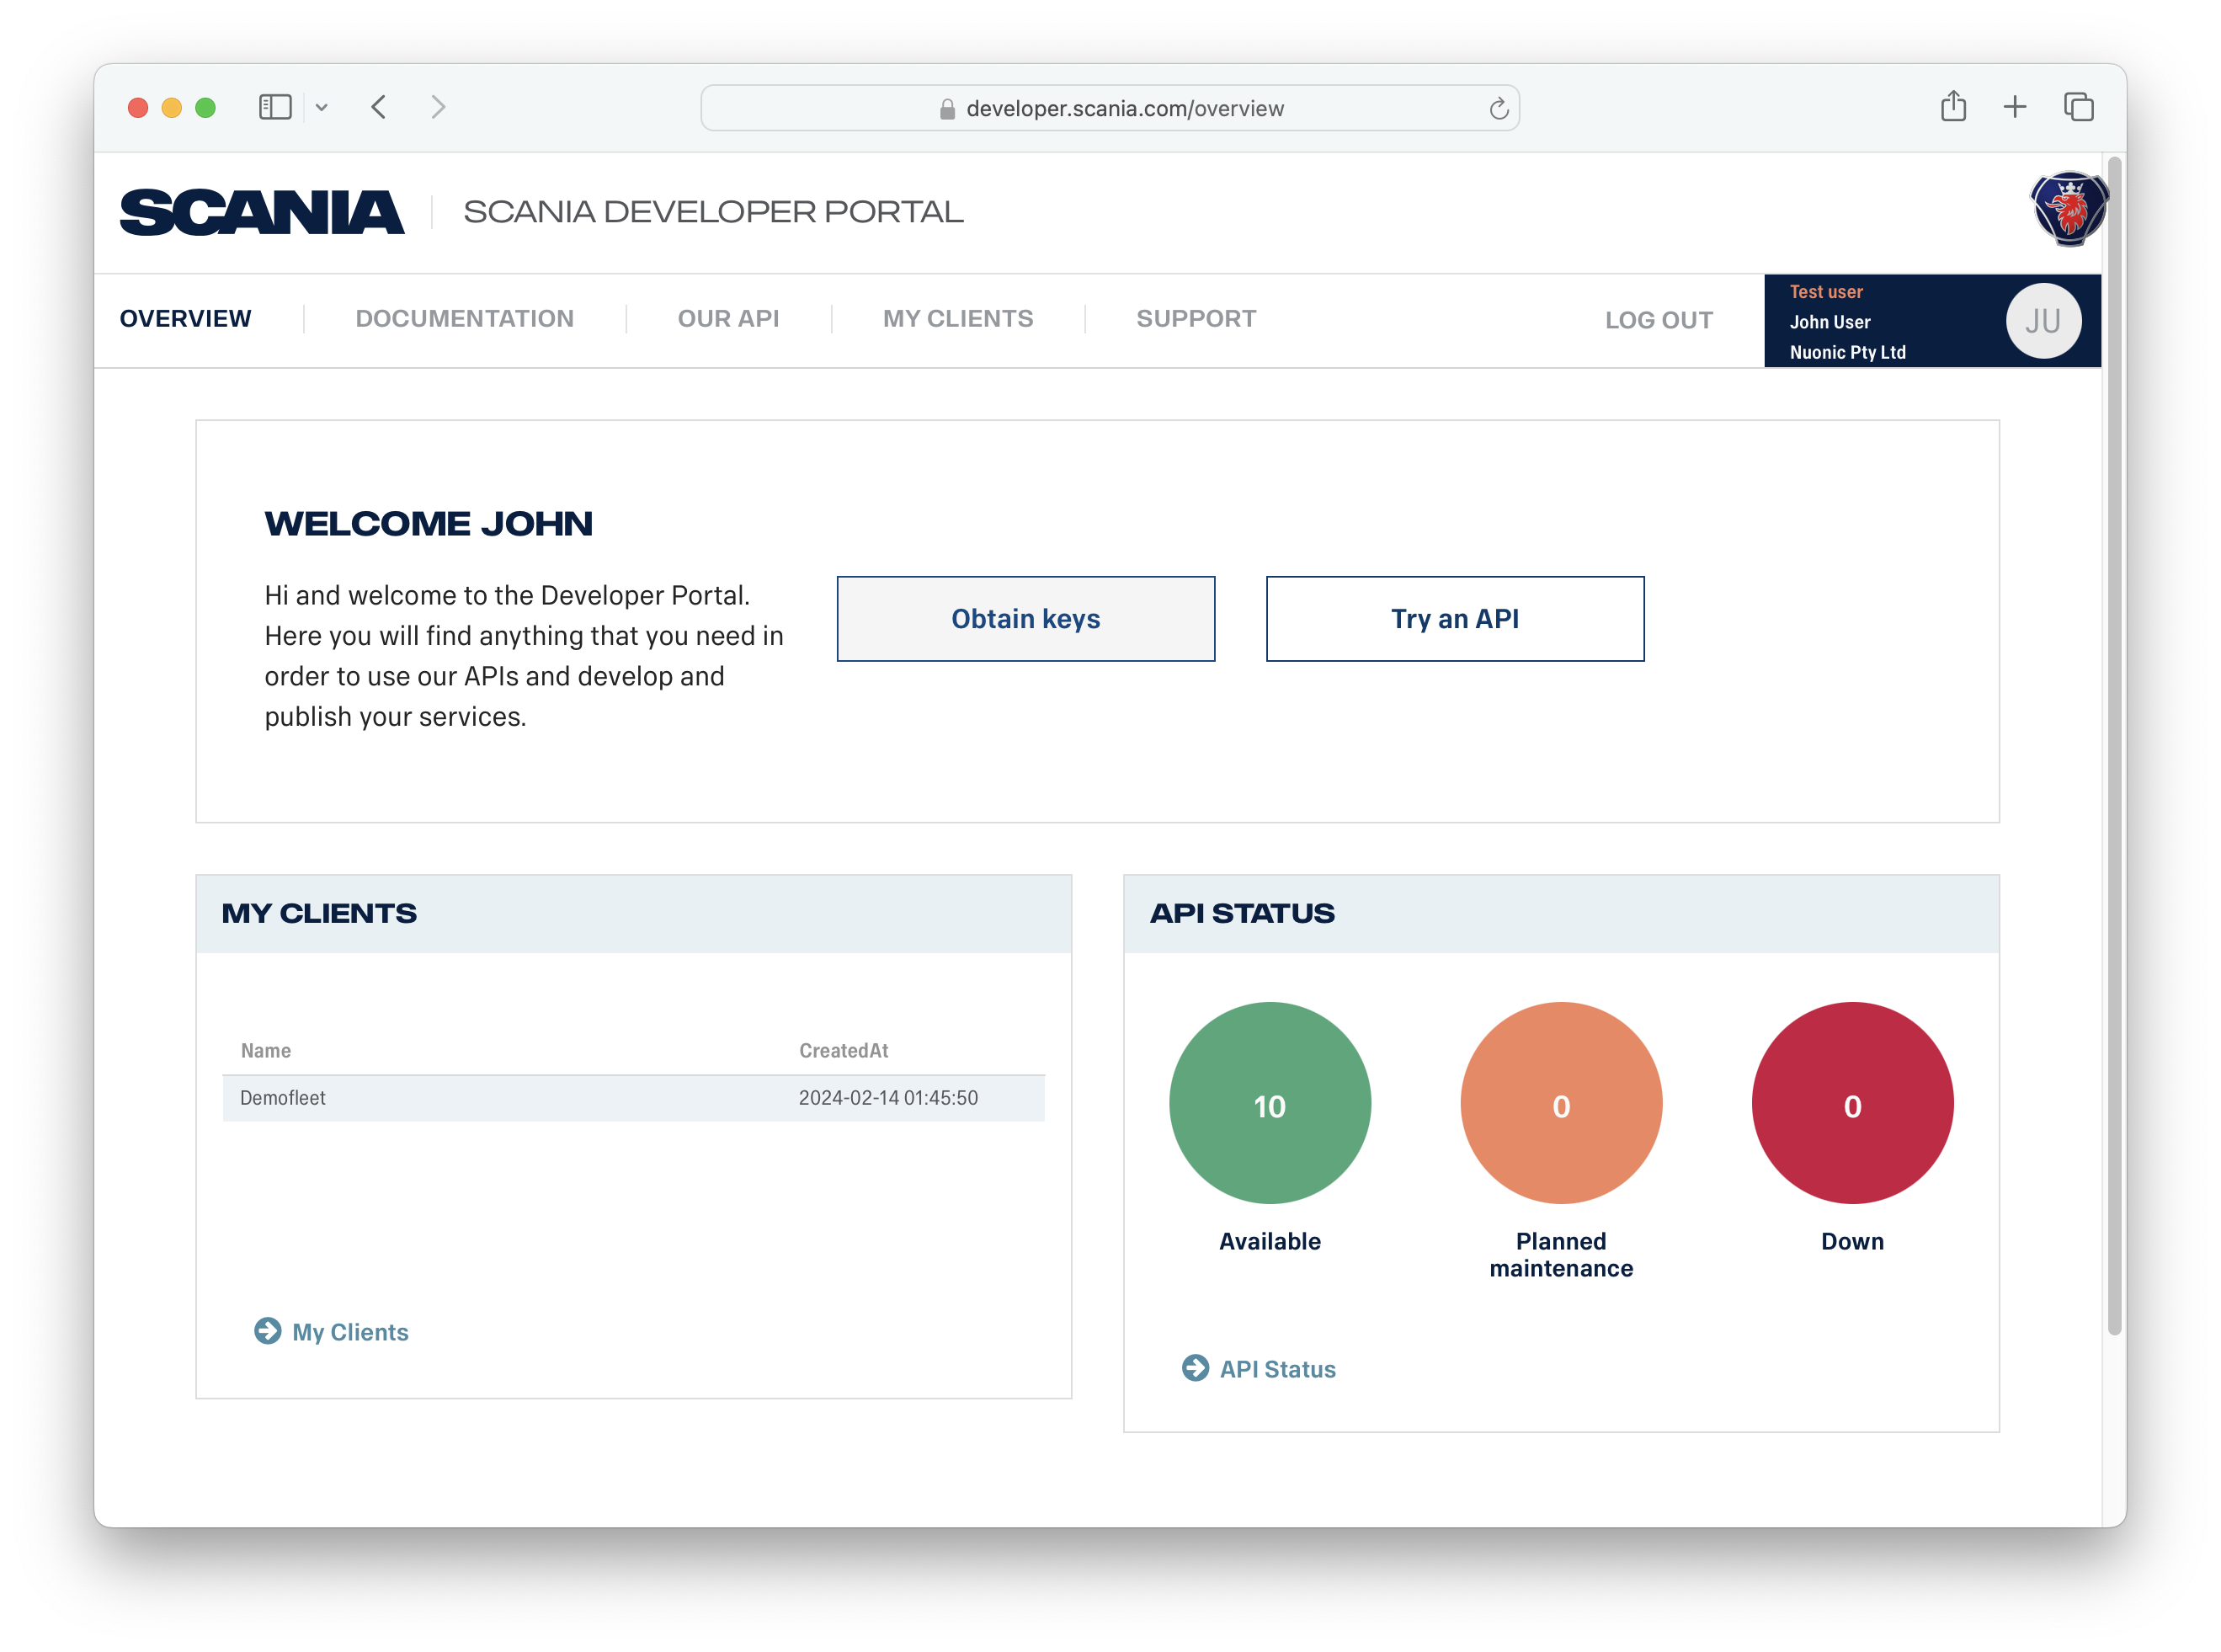 developer.scania.com/overview
SCANIA
SCANIA DEVELOPER PORTAL
OVERVIEW
DOCUMENTATION
OUR API
MY CLIENTS
SUPPORT
LOG OUT
Test user
John User
Nuonic Pty Ltd
JU
WELCOME JOHN
Hi and welcome to the Developer Portal.
Here you will find anything that you need in
order to use our APIs and develop and
publish your services.
Obtain keys
Try an API
MY CLIENTS
Name CreatedAt
Demofleet 2024-02-14 01:45:50
My Clients
API STATUS
10
0
0
Available
Planned
maintenance
Down
API Status